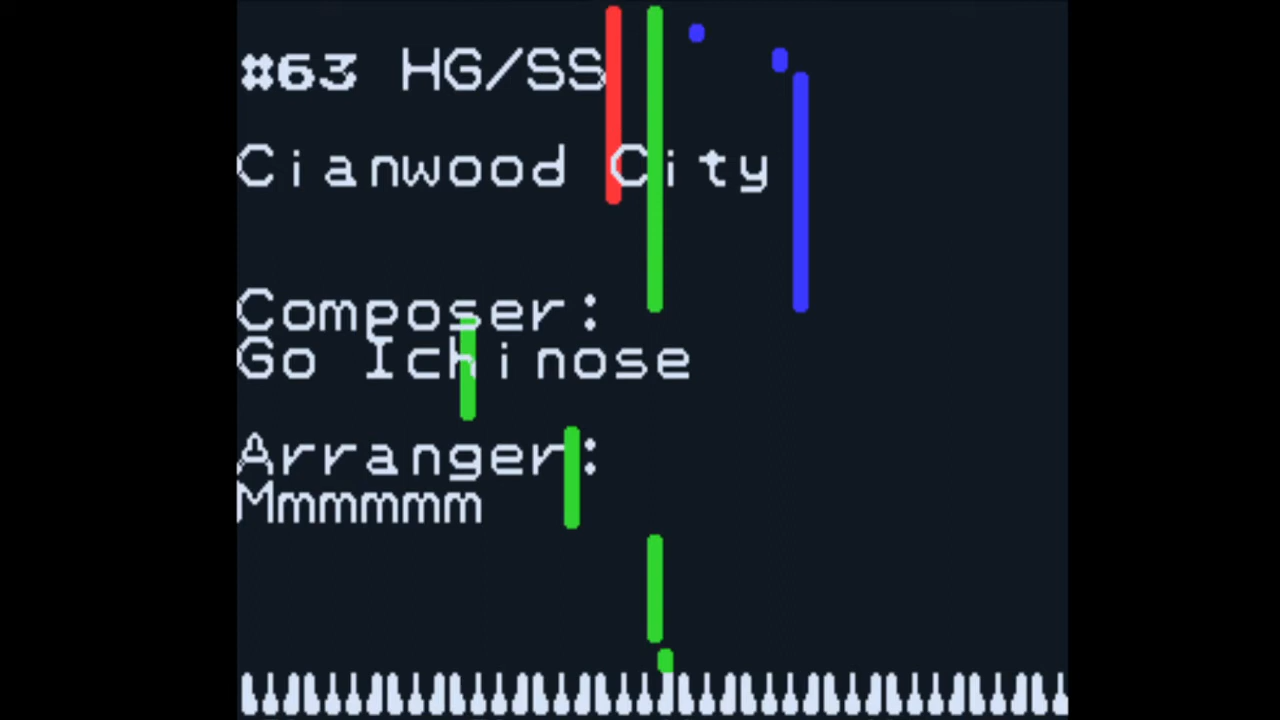 #63 HG/SS
Cianwood City
Composer:
Go Ichinose
Arranger:
Mmmmmm